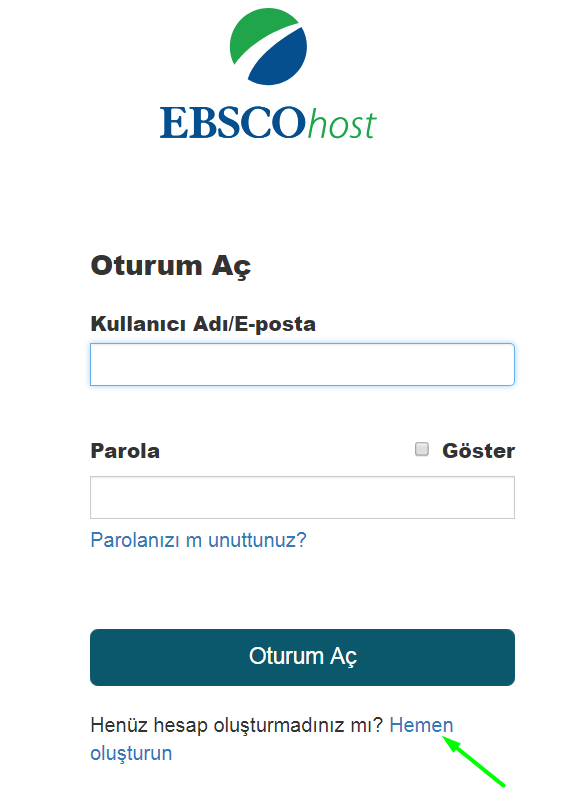 EBSCOhost
Oturum Aç
Kullanıcı Adı/E-posta
Parola
Göster
Parolanızı m unuttunuz?
Oturum Aç
Henüz hesap oluşturmadınız mı? Hemen
oluşturun